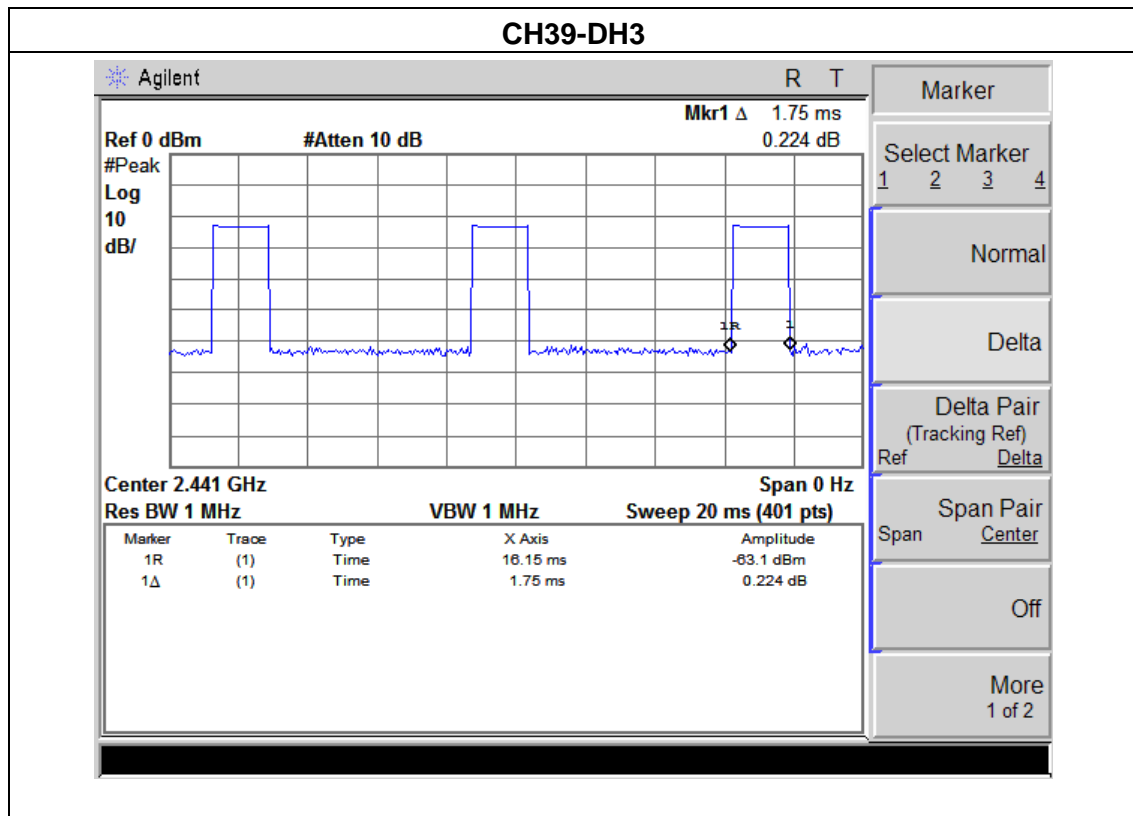 CH39-DH3
Agilent R T
Mkr1 Δ 1.75 ms
Ref 0 dBm #Atten 10 dB 0.224 dB
#Peak
Log
10
dB/
1R 1
Center 2.441 GHz Span 0 Hz
Res BW 1 MHz VBW 1 MHz Sweep 20 ms (401 pts)
Marker Trace Type X Axis Amplitude
1R (1) Time 16.15 ms -63.1 dBm
1Δ (1) Time 1.75 ms 0.224 dB
Marker
Select Marker
1 2 3 4
Normal
Delta
Delta Pair
(Tracking Ref)
Ref Delta
Span Pair
Span Center
Off
More
1 of 2